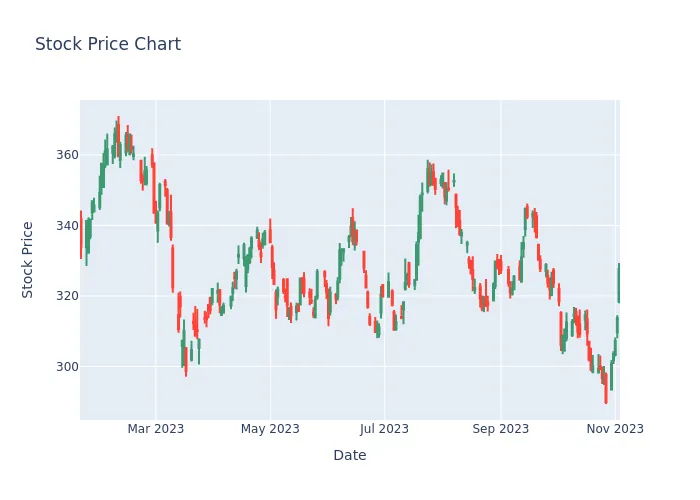 Stock Price Chart
Stock Price
360
340
320
300
Mar 2023
May 2023
Jul 2023
Sep 2023
Nov 2023
Date